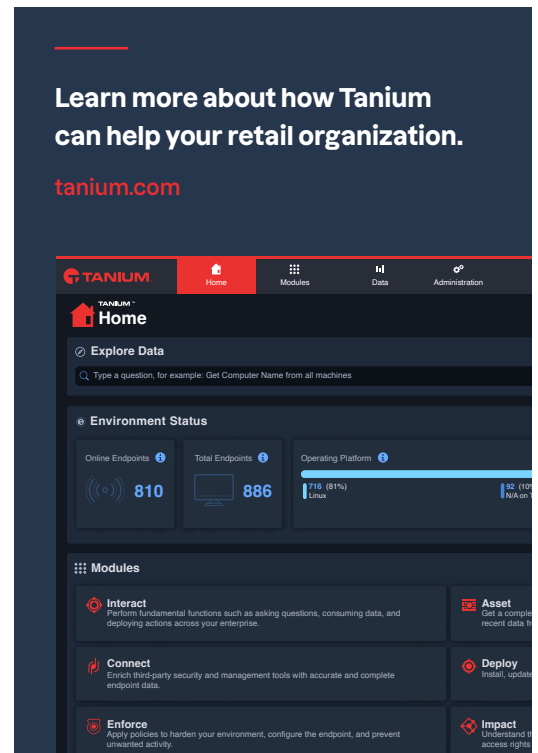 Learn more about how Tanium
can help your retail organization.
tanium.com
TANIUM
Home
Modules
Data
Administration
TANIUM™
Home
Explore Data
Type a question, for example: Get Computer Name from all machines
Environment Status
Online Endpoints
810
Total Endpoints
886
Operating Platform
716 (81%)
Linux
92 (10%
N/A on T
Modules
Interact
Perform fundamental functions such as asking questions, consuming data, and
deploying actions across your enterprise.
Asset
Get a comple
recent data fr
Connect
Enrich third-party security and management tools with accurate and complete
endpoint data.
Deploy
Install, update
Enforce
Apply policies to harden your environment, configure the endpoint, and prevent
unwanted activity.
Impact
Understand th
access rights